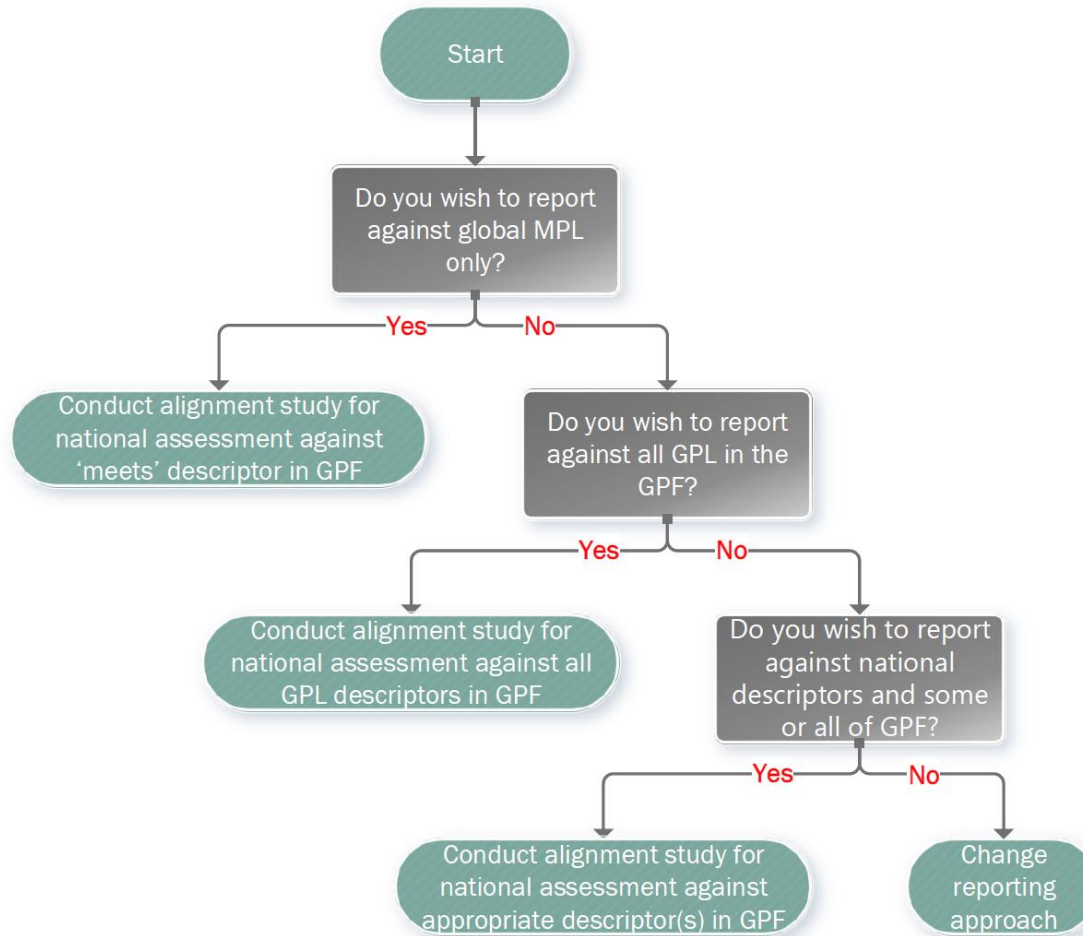 Start
Do you wish to report
against global MPL
only?
Yes
No
Conduct alignment study for
national assessment against
‘meets’ descriptor in GPF
Do you wish to report
against all GPL in the
GPF?
Yes
No
Conduct alignment study for
national assessment against all
GPL descriptors in GPF
Do you wish to report
against national
descriptors and some
or all of GPF?
Yes
No
Conduct alignment study for
national assessment against
appropriate descriptor(s) in GPF
Change
reporting
approach